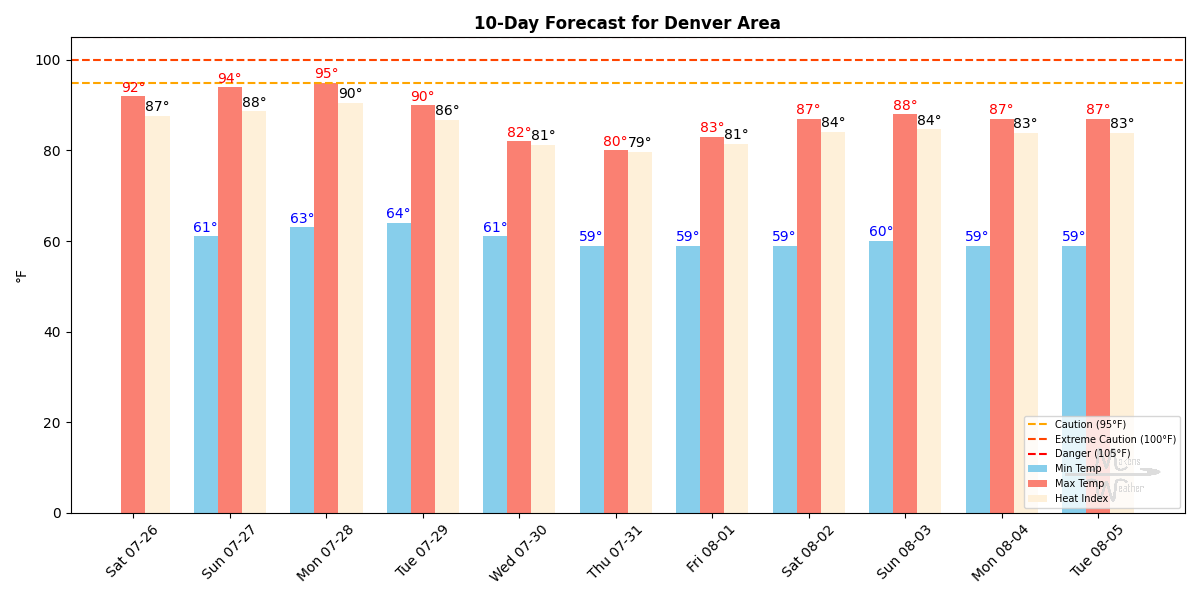 10-Day Forecast for Denver Area
°F
100
80
60
40
20
0
92° 87°
61° 94° 88°
63° 95° 90°
64° 90° 86°
61° 82° 81°
59° 80° 79°
59° 83° 81°
59° 87° 84°
60° 88° 84°
59° 87° 83°
59° 87° 83°
Caution (95°F)
Extreme Caution (100°F)
Danger (105°F)
Min Temp
Max Temp
Heat Index
Sat 07-26
Sun 07-27
Mon 07-28
Tue 07-29
Wed 07-30
Thu 07-31
Fri 08-01
Sat 08-02
Sun 08-03
Mon 08-04
Tue 08-05